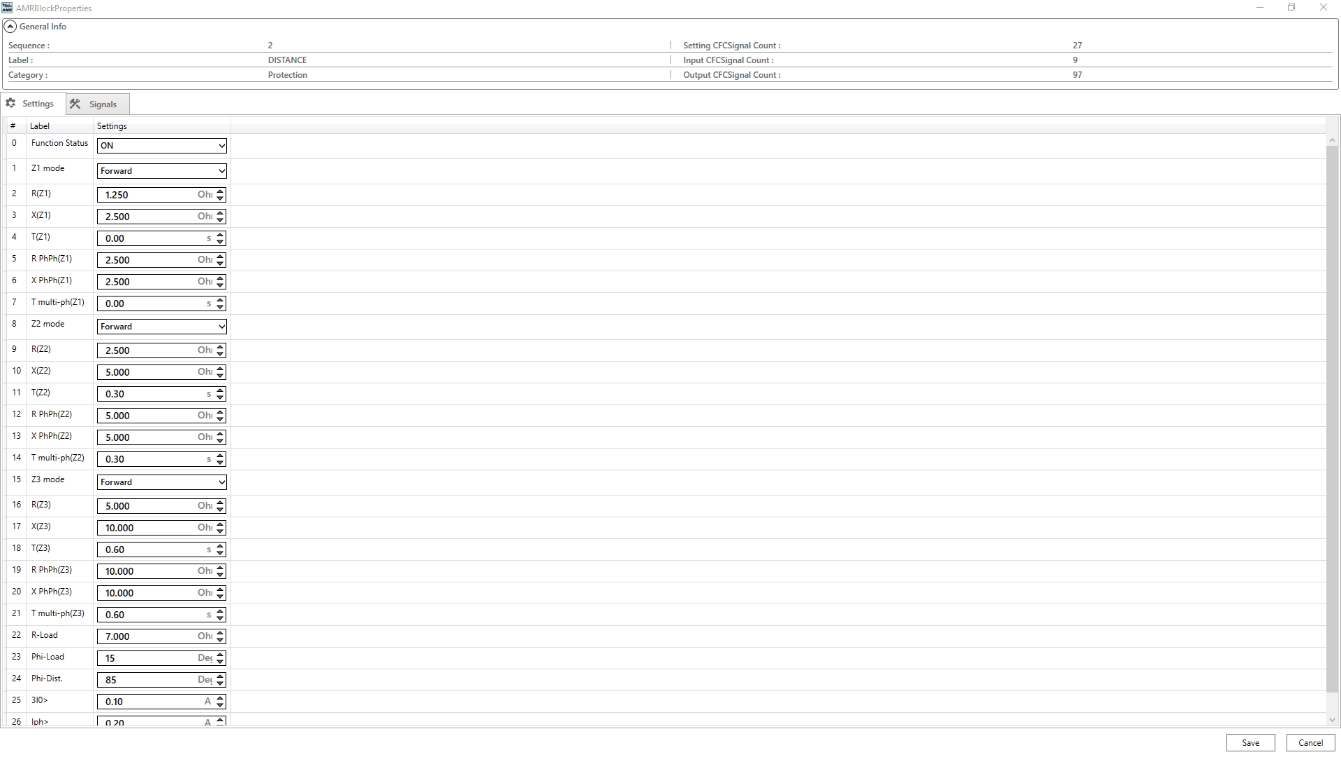 AMRBlockProperties
General Info
Sequence : 2 Setting CFCSignal Count : 27
Label : DISTANCE Input CFCSignal Count : 9
Category : Protection Output CFCSignal Count : 97
Settings Signals
# Label Settings
0 Function Status ON
1 Z1 mode Forward
2 R(Z1) 1.250 Oh
3 X(Z1) 2.500 Oh
4 T(Z1) 0.00 s
5 R PhPh(Z1) 2.500 Oh
6 X PhPh(Z1) 2.500 Oh
7 T multi-ph(Z1) 0.00 s
8 Z2 mode Forward
9 R(Z2) 2.500 Oh
10 X(Z2) 5.000 Oh
11 T(Z2) 0.30 s
12 R PhPh(Z2) 5.000 Oh
13 X PhPh(Z2) 5.000 Oh
14 T multi-ph(Z2) 0.30 s
15 Z3 mode Forward
16 R(Z3) 5.000 Oh
17 X(Z3) 10.000 Oh
18 T(Z3) 0.60 s
19 R PhPh(Z3) 10.000 Oh
20 X PhPh(Z3) 10.000 Oh
21 T multi-ph(Z3) 0.60 s
22 R-Load 7.000 Oh
23 Phi-Load 15 Deg
24 Phi-Dist. 85 Deg
25 3I0> 0.10 A
26 Iph> 0.20 A
Save Cancel